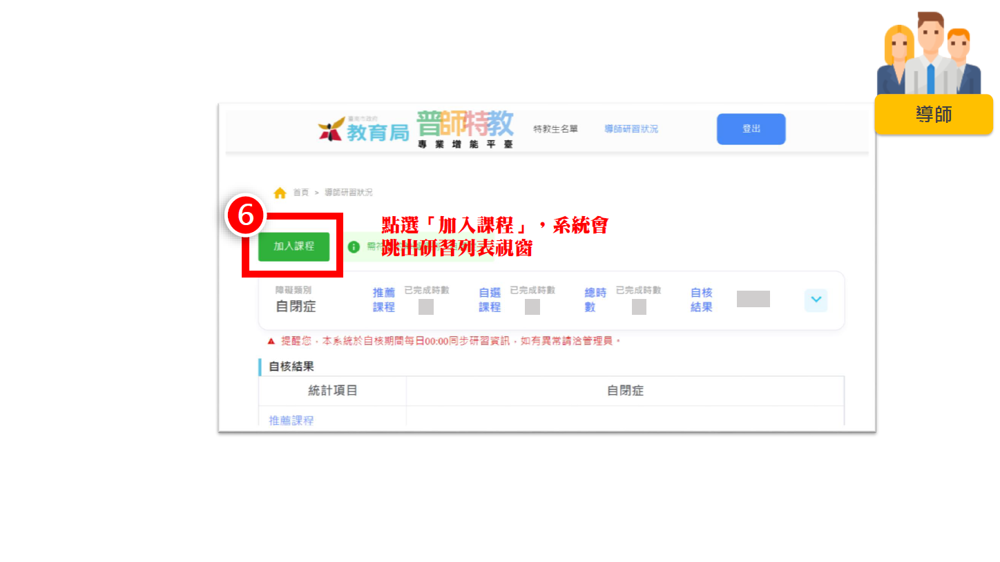 導師
臺南市政府
教育局
普師特教
專業增能平臺
特教生名單
導師研習狀況
登出
首頁 > 導師研習狀況
6
點選「加入課程」，系統會
跳出研習列表視窗
加入課程
障礙類別
自閉症
推薦
課程
已完成時數
自選
課程
已完成時數
總時
數
已完成時數
自核
結果
提醒您，本系統於自核期間每日00:00同步研習資訊，如有異常請洽管理員。
自核結果
統計項目
自閉症
推薦課程